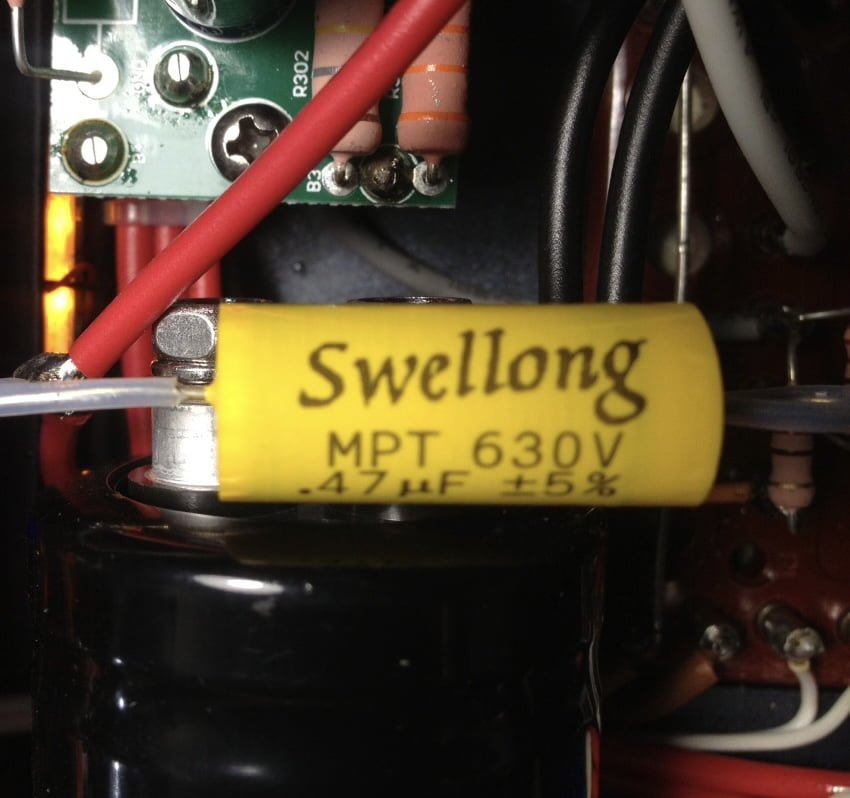 R302
B3
Swellong
MPT 630V
.47µF ±5%